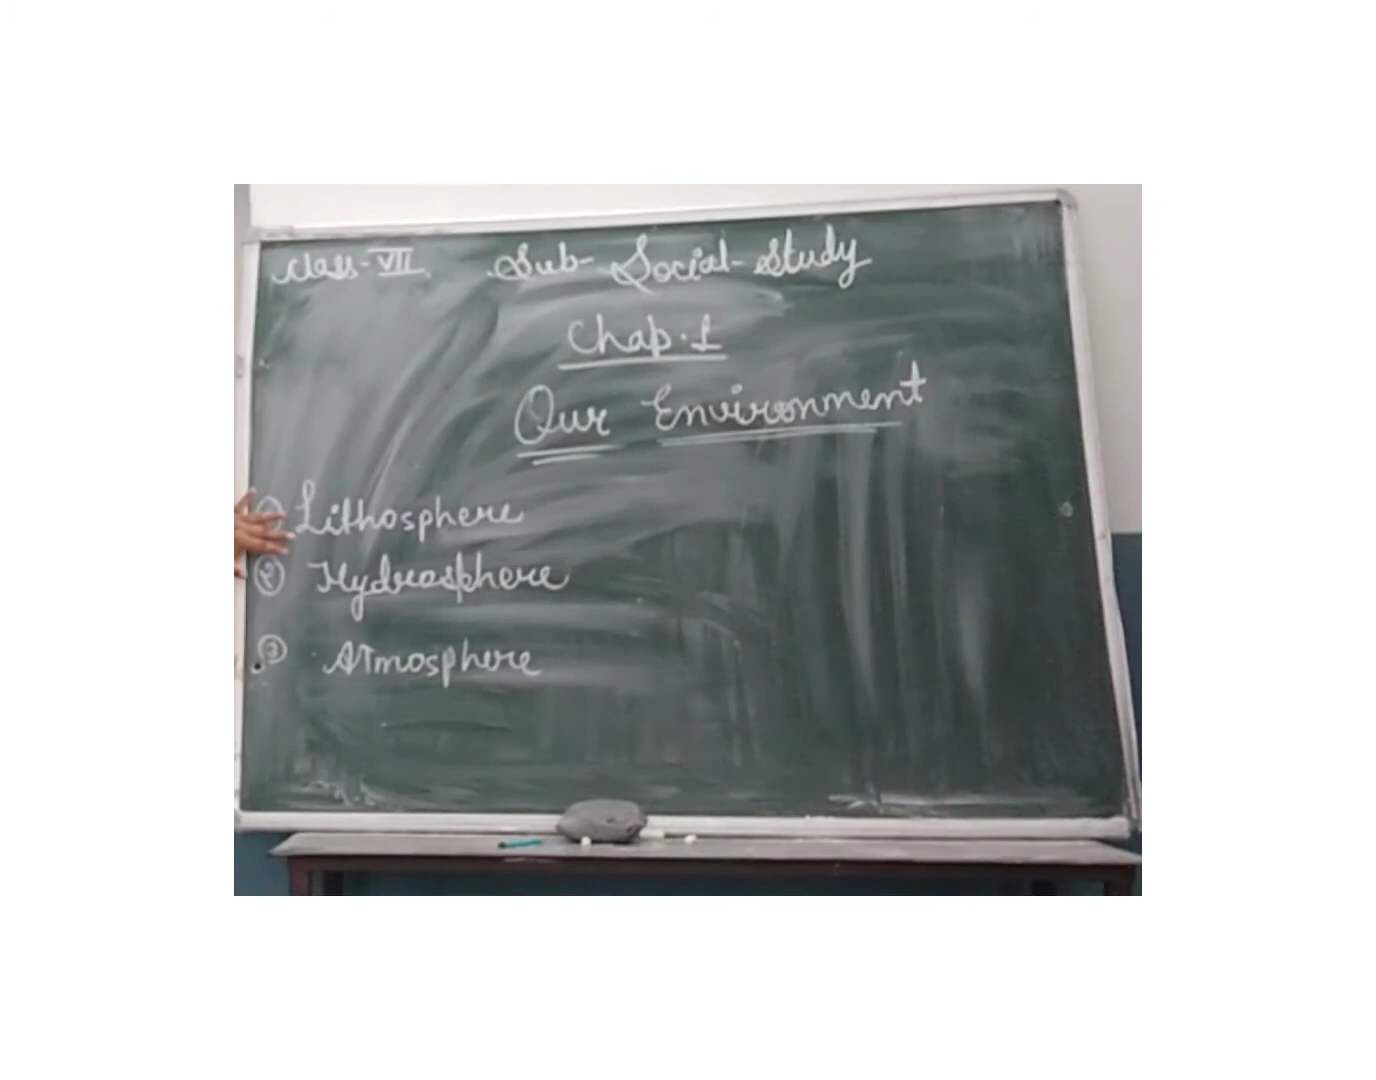 Class-VII Sub- Social-Study
Chap.1
Our Environment
Lithosphere
② Hydrosphere
③ Atmosphere